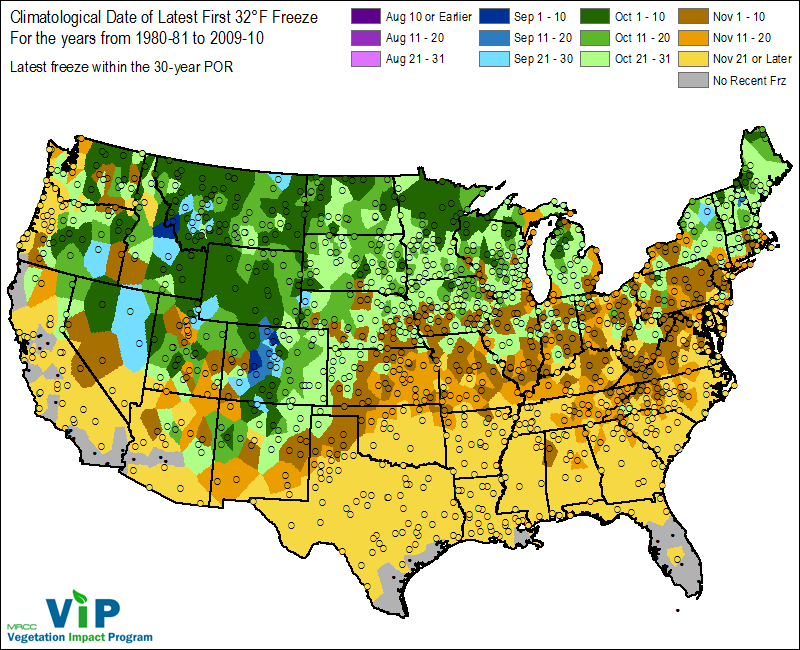 Climatological Date of Latest First 32°F Freeze
For the years from 1980-81 to 2009-10
Latest freeze within the 30-year POR
Aug 10 or Earlier
Aug 11 - 20
Aug 21 - 31
Sep 1 - 10
Sep 11 - 20
Sep 21 - 30
Oct 1 - 10
Oct 11 - 20
Oct 21 - 31
Nov 1 - 10
Nov 11 - 20
Nov 21 or Later
No Recent Frz
MRCC ViP
Vegetation Impact Program